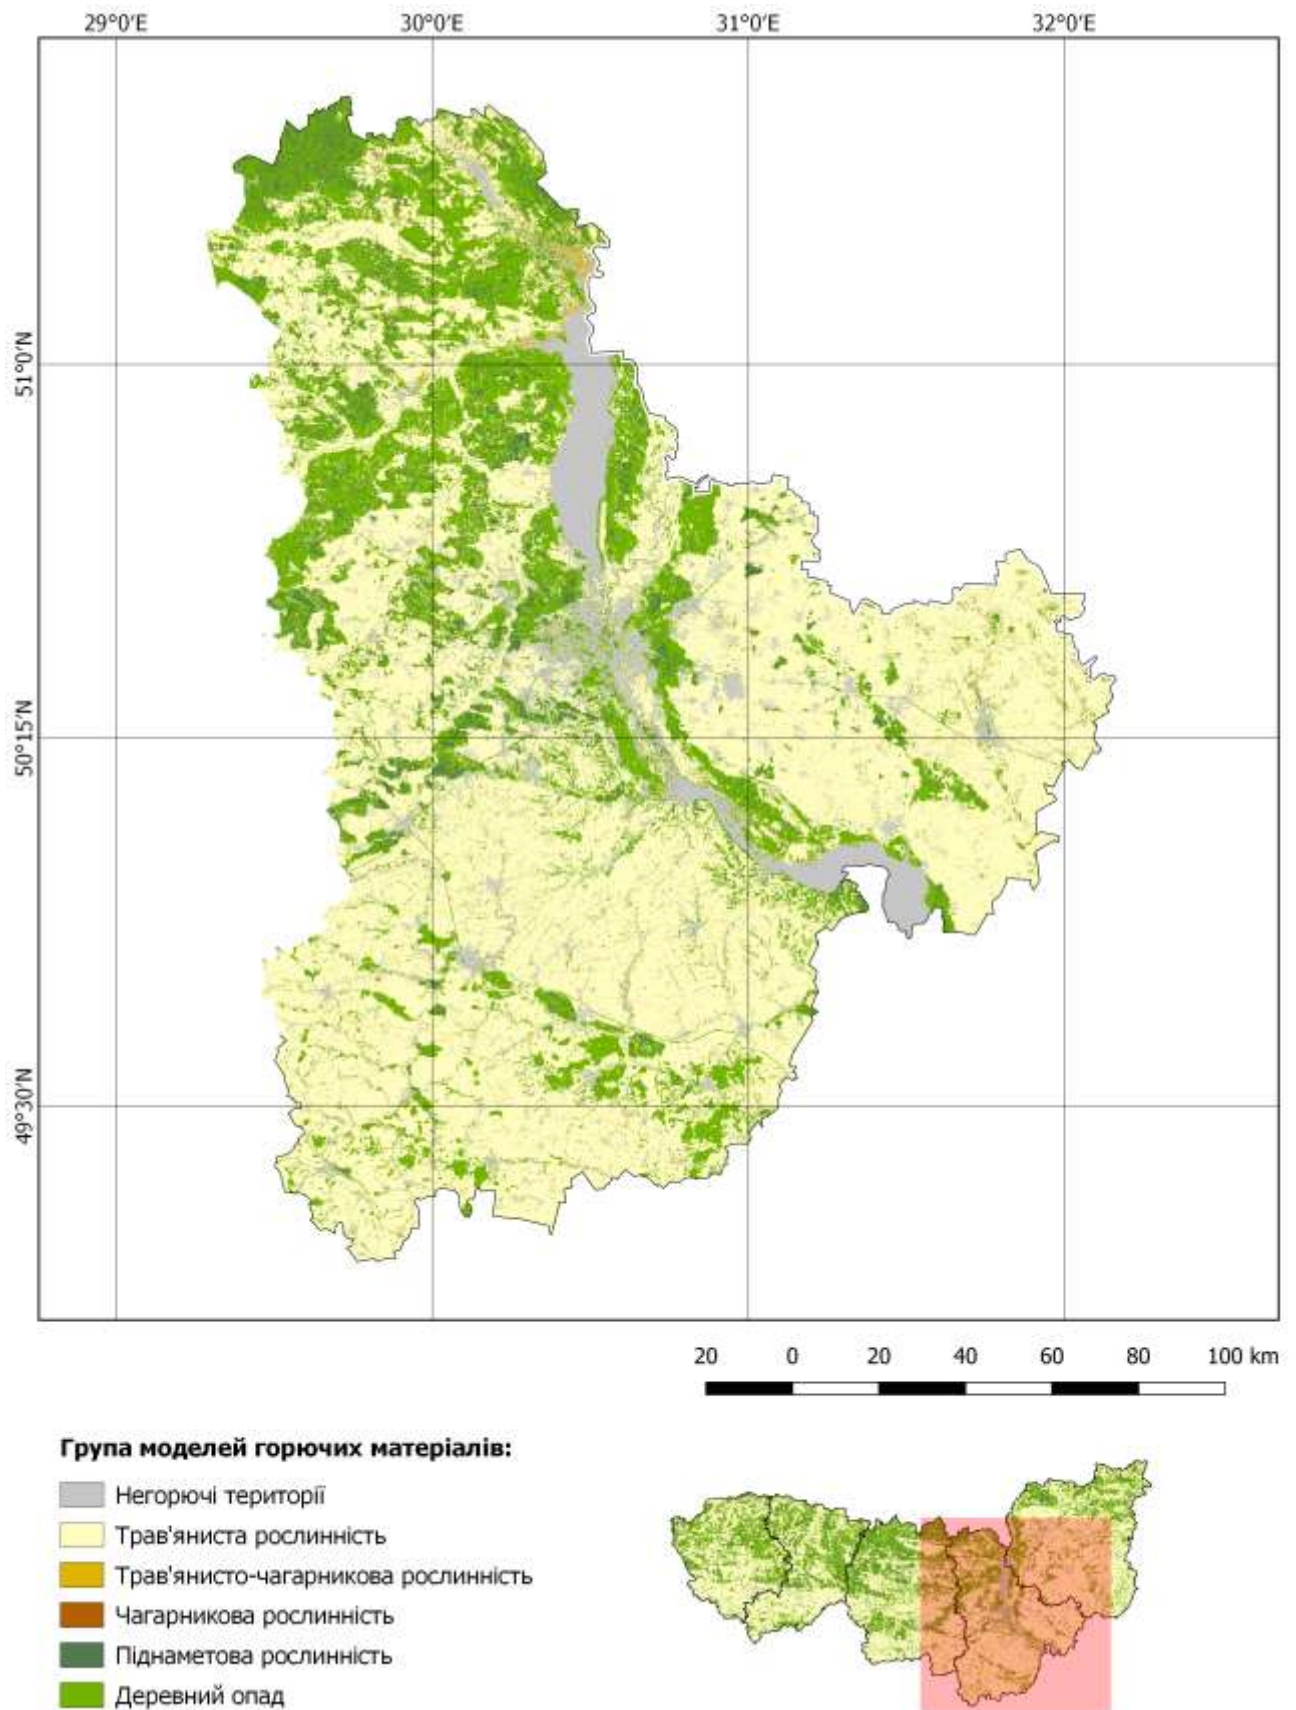 29°0′E 30°0′E 31°0′E 32°0′E
51°0′N
50°15′N
49°30′N
20 0 20 40 60 80 100 km
Група моделей горючих матеріалів:
Негорючі території
Трав'яниста рослинність
Трав'янисто-чагарникова рослинність
Чагарникова рослинність
Піднаметова рослинність
Деревний опад